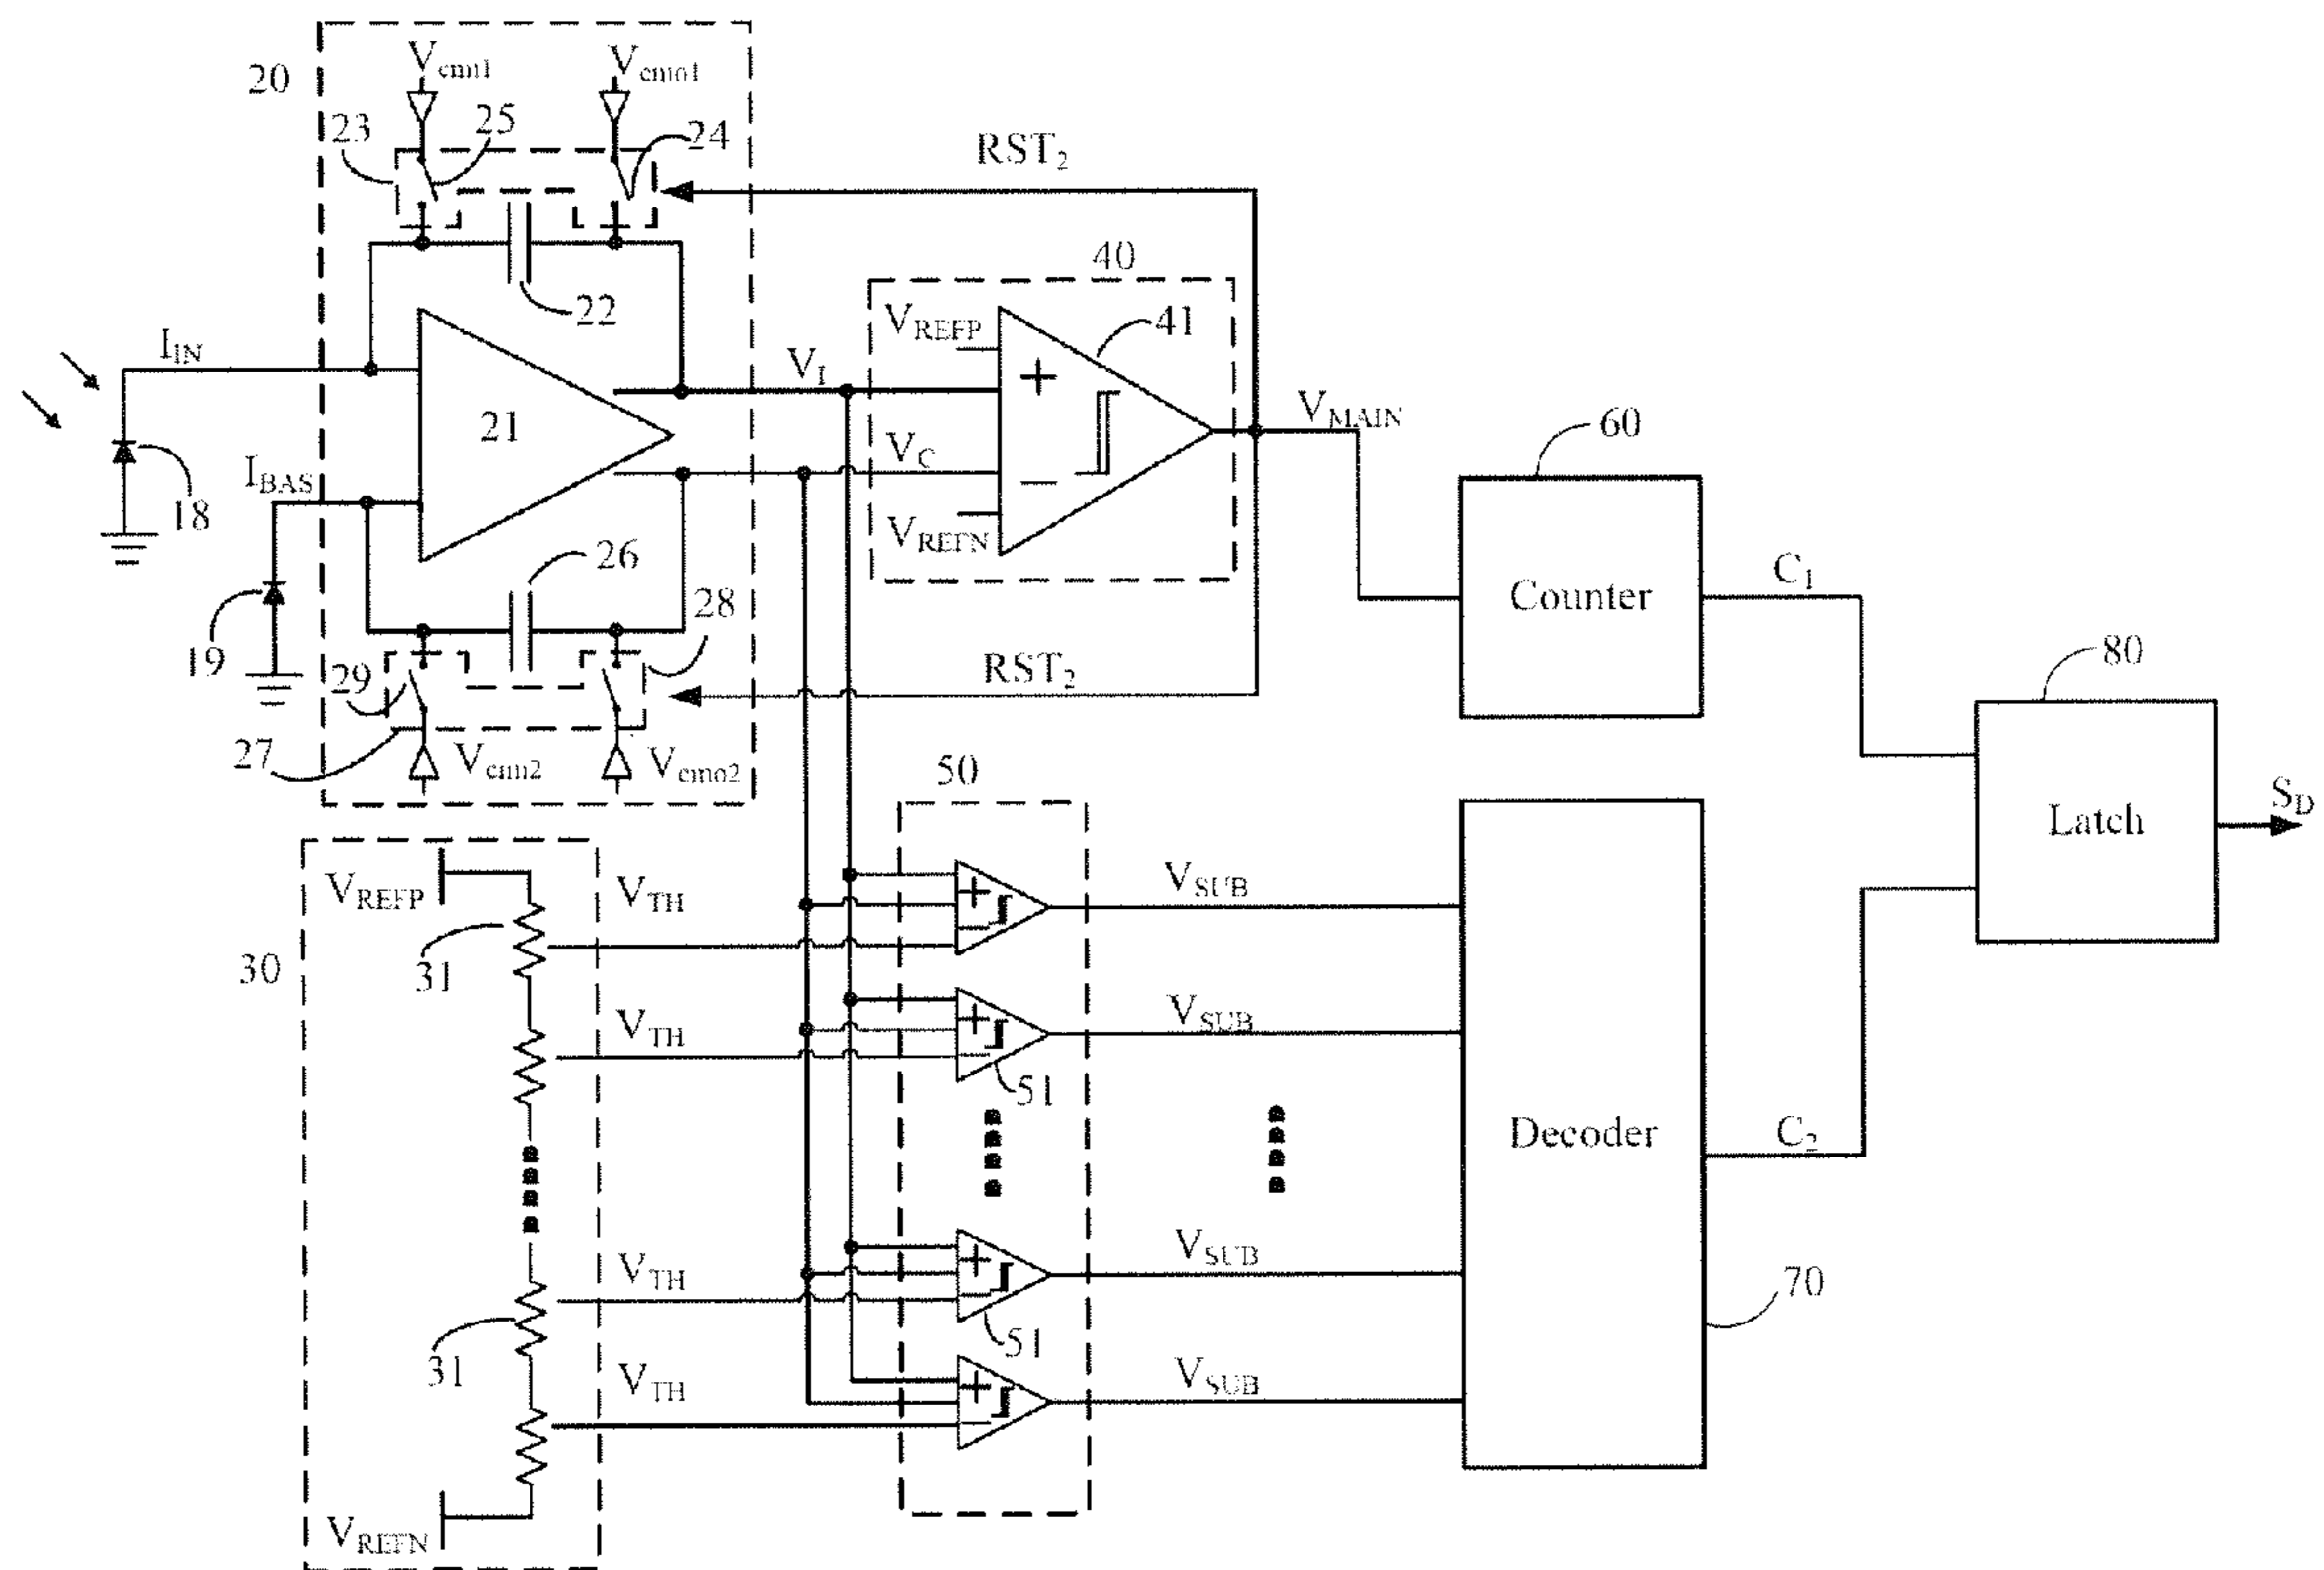 20
Vcmi1
Vcmo1
23
25
24
RST2
22
40
IIN
VREFP
41
VI
21
VMAIN
60
IBAS
VC
18
VREFN
26
Counter
C1
28
19
29
RST2
80
27
Vcmi2
Vcmo2
50
Latch
SD
VREFP
VTH
VSUB
30
31
VTH
VSUB
51
Decoder
C2
VTH
VSUB
70
31
51
VTH
VSUB
VREFN